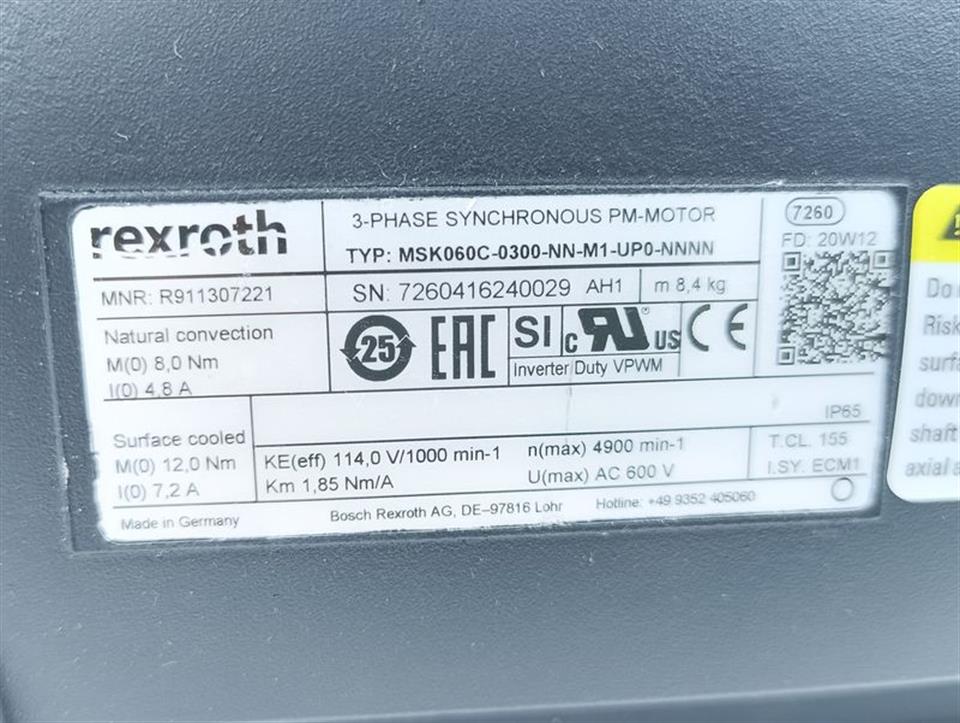 rexroth
3-PHASE SYNCHRONOUS PM-MOTOR
TYP: MSK060C-0300-NN-M1-UP0-NNNN
7260
FD: 20W12
MNR: R911307221
SN: 7260416240029 AH1
m 8,4 kg
Natural convection
M(0) 8,0 Nm
I(0) 4,8 A
25
EAC
SI
c RU ® US
CE
Inverter Duty VPWM
IP65
Surface cooled
M(0) 12,0 Nm
I(0) 7,2 A
KE(eff) 114,0 V/1000 min-1
n(max) 4900 min-1
Km 1,85 Nm/A
U(max) AC 600 V
T.CL. 155
I.SY. ECM1
Made in Germany
Bosch Rexroth AG, DE-97816 Lohr
Hotline: +49 9352 405060
Do
Risk
surfa
down
shaft
axial a